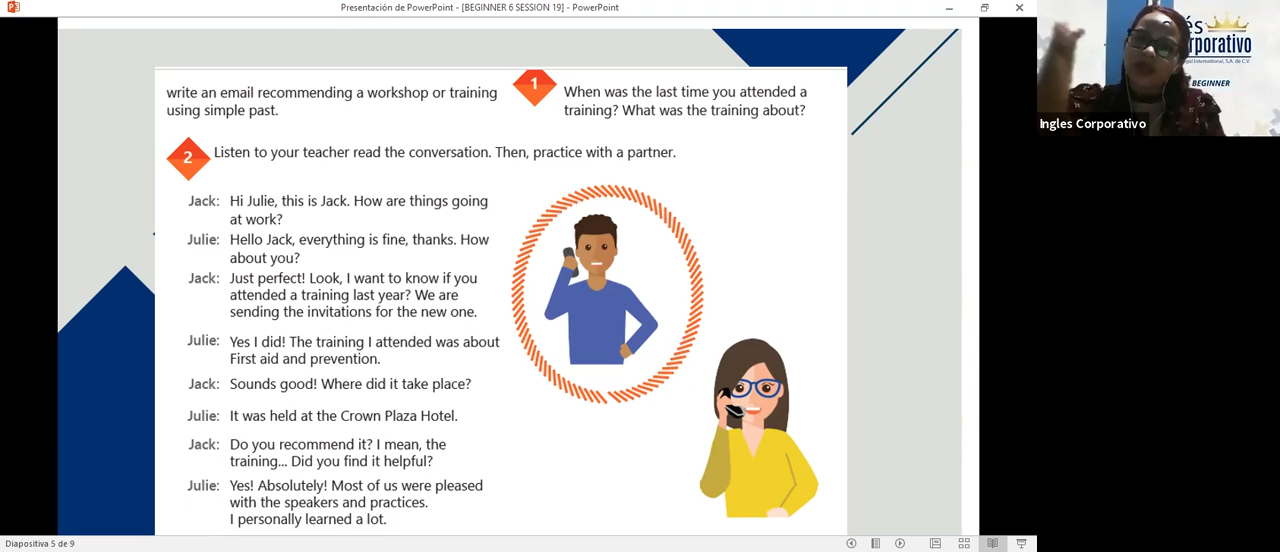 Presentación de PowerPoint - [BEGINNER 6 SESSION 19] - PowerPoint
write an email recommending a workshop or training
using simple past.
1
When was the last time you attended a
training? What was the training about?
2
Listen to your teacher read the conversation. Then, practice with a partner.
Jack: Hi Julie, this is Jack. How are things going
at work?
Julie: Hello Jack, everything is fine, thanks. How
about you?
Jack: Just perfect! Look, I want to know if you
attended a training last year? We are
sending the invitations for the new one.
Julie: Yes I did! The training I attended was about
First aid and prevention.
Jack: Sounds good! Where did it take place?
Julie: It was held at the Crown Plaza Hotel.
Jack: Do you recommend it? I mean, the
training... Did you find it helpful?
Julie: Yes! Absolutely! Most of us were pleased
with the speakers and practices.
I personally learned a lot.
Diapositiva 5 de 9
BEGINNER
Ingles Corporativo